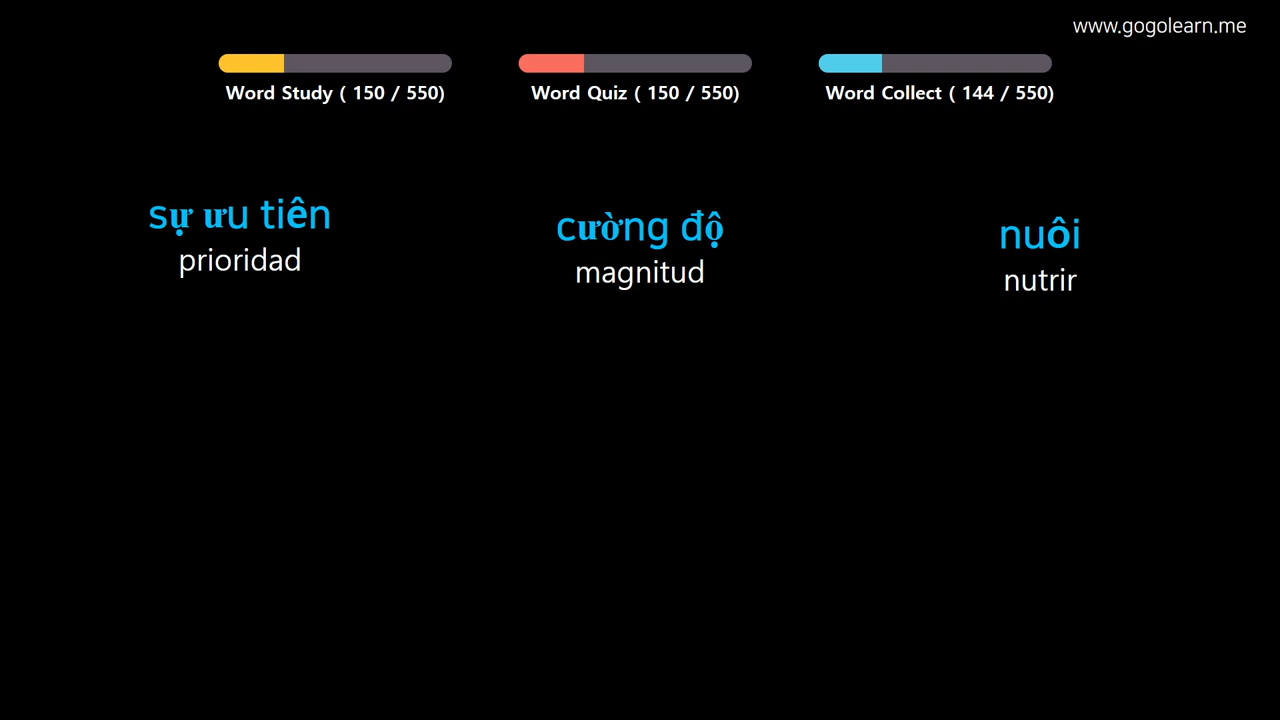 www.gogolearn.me
Word Study ( 150 / 550)
Word Quiz ( 150 / 550)
Word Collect ( 144 / 550)
sự ưu tiên
prioridad
cường độ
magnitud
nuôi
nutrir